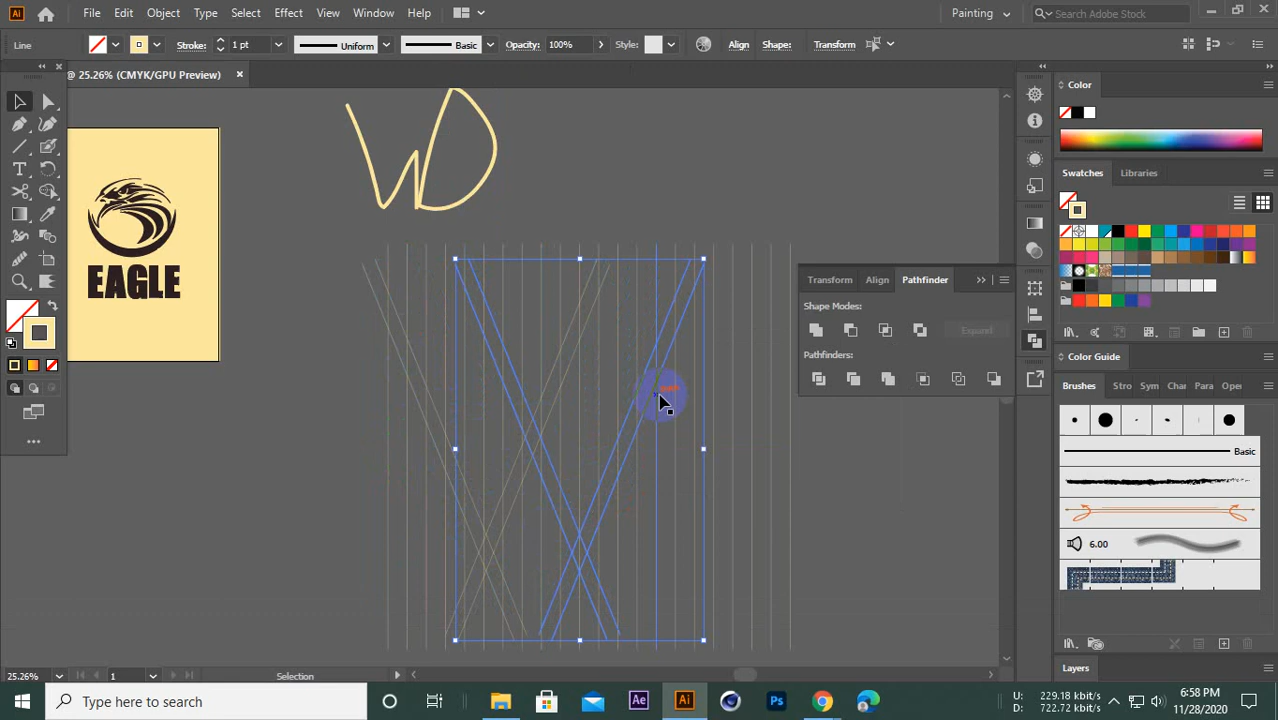 File Edit Object Type Select Effect View Window Help
Painting
Search Adobe Stock
Line
Stroke:
1 pt
Uniform
Basic
Opacity:
100%
Style:
Align
Shape:
Transform
@ 25.26% (CMYK/GPU Preview)
WD
EAGLE
Transform
Align
Pathfinder
Shape Modes:
Expand
Pathfinders:
Color
Swatches
Libraries
Color Guide
Brushes
Stro
Sym
Char
Para
Oper
Basic
6.00
Layers
25.26%
1
Selection
Type here to search
U:
229.18 kbit/s
D:
722.72 kbit/s
6:58 PM
11/28/2020